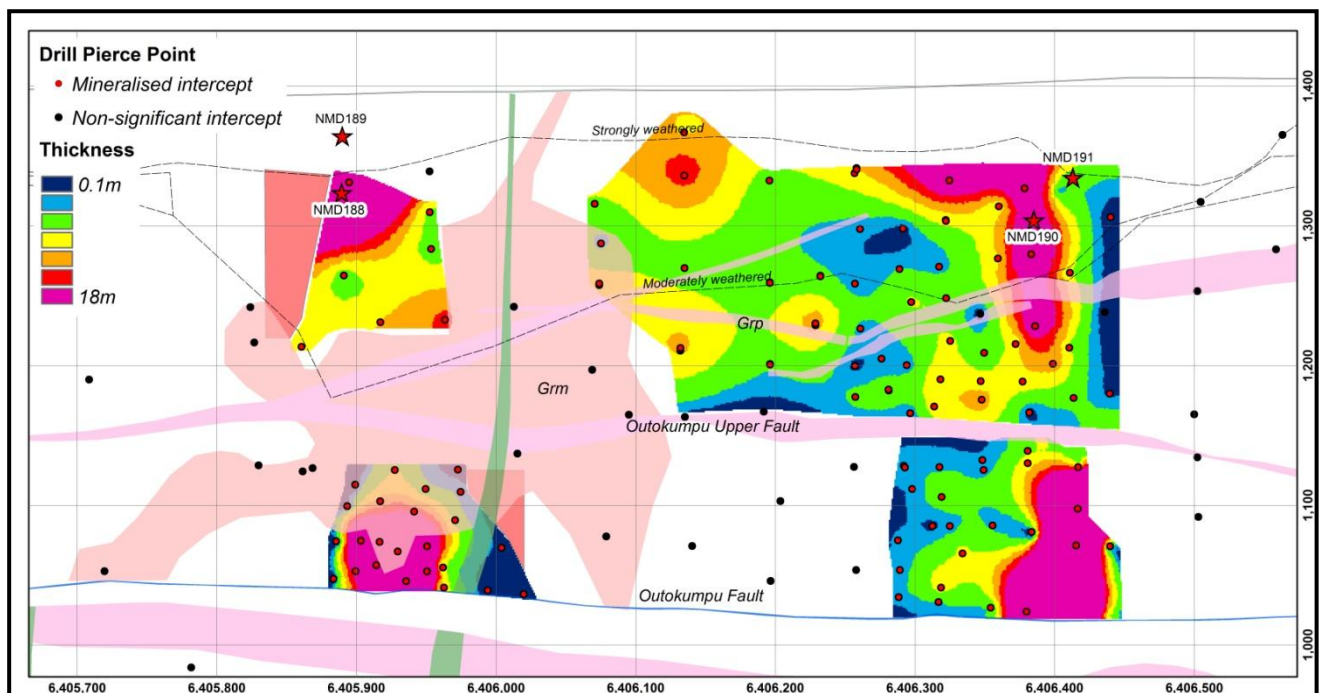 Drill Pierce Point
Mineralised intercept
Non-significant intercept
Thickness
0.1m
18m
NMD189
NMD188
Strongly weathered
NMD191
NMD190
Moderately weathered
Grp
Grm
Outokumpu Upper Fault
Outokumpu Fault
1,400
1,300
1,200
1,100
1,000
6,405,700
6,405,800
6,405,900
6,406,000
6,406,100
6,406,200
6,406,300
6,406,400
6,406,500